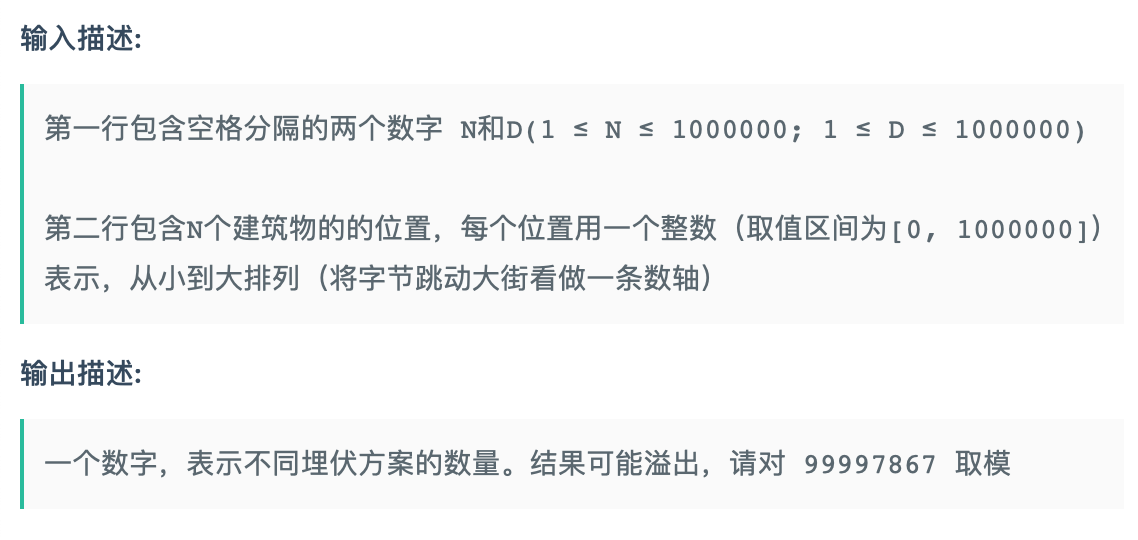 输入描述:
第一行包含空格分隔的两个数字 N和D(1 ≤ N ≤ 1000000; 1 ≤ D ≤ 1000000)
第二行包含N个建筑物的的位置，每个位置用一个整数（取值区间为[0, 1000000]）
表示，从小到大排列（将字节跳动大街看做一条数轴）
输出描述:
一个数字，表示不同埋伏方案的数量。结果可能溢出，请对 99997867 取模